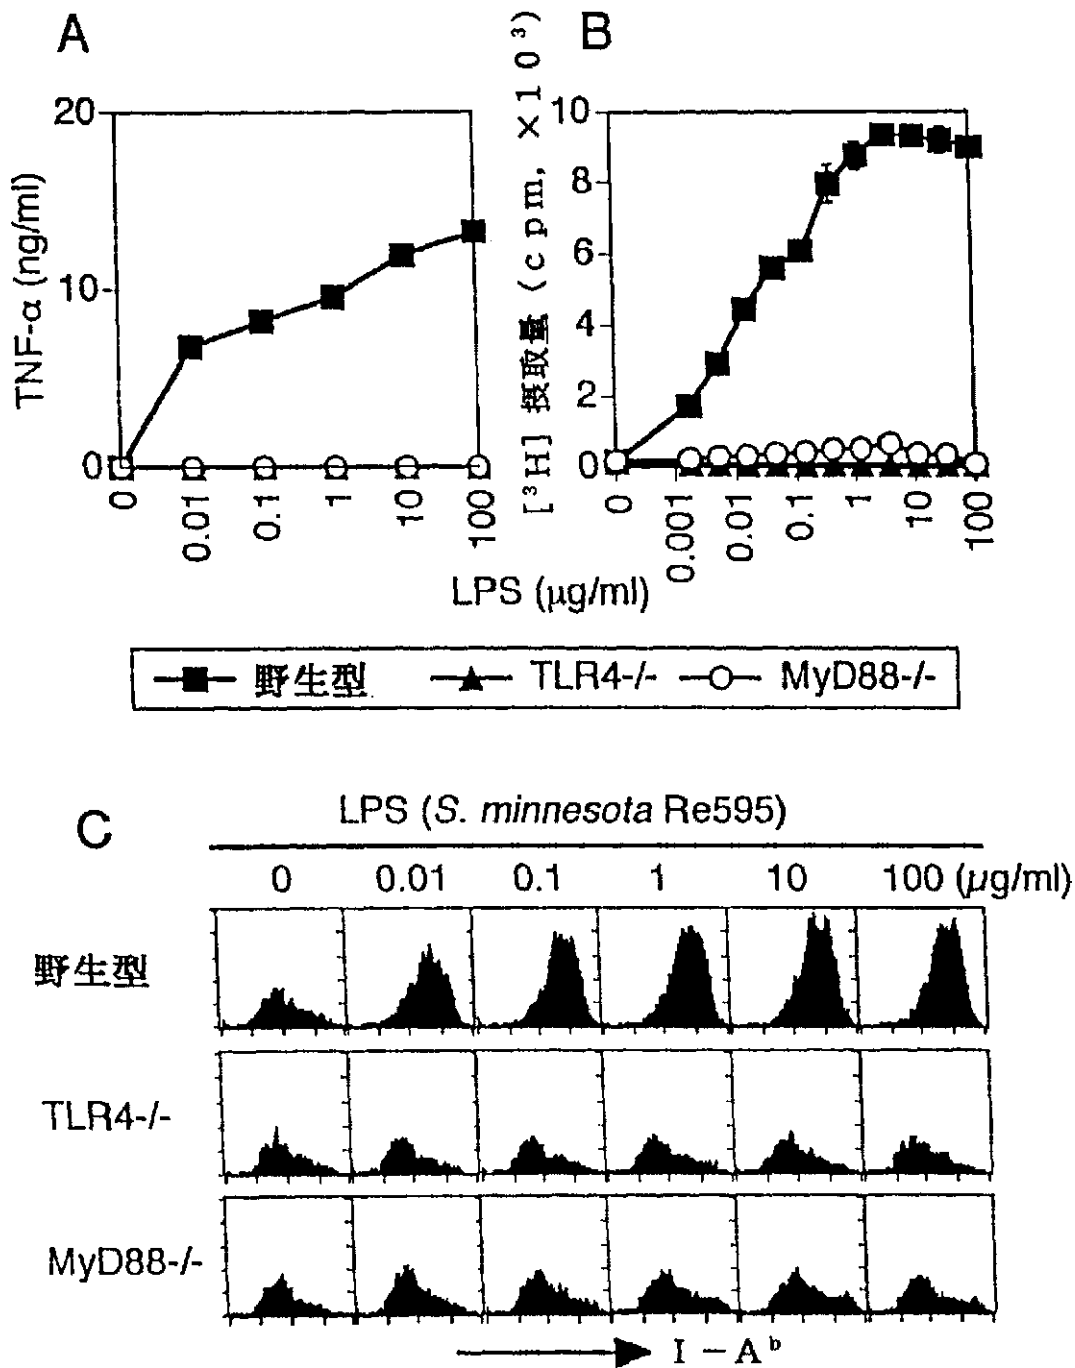 A
TNF-α (ng/ml)
20
10
0
0 0.01 0.1 1 10 100
B
[³H] 摂取量 (cpm, ×10³)
10
8
6
4
2
0
0 0.001 0.01 0.1 1 10 100
LPS (μg/ml)
野生型 TLR4-/- MyD88-/-
C
LPS (S. minnesota Re595)
0 0.01 0.1 1 10 100 (μg/ml)
野生型
TLR4-/-
MyD88-/-
I-Aᵇ